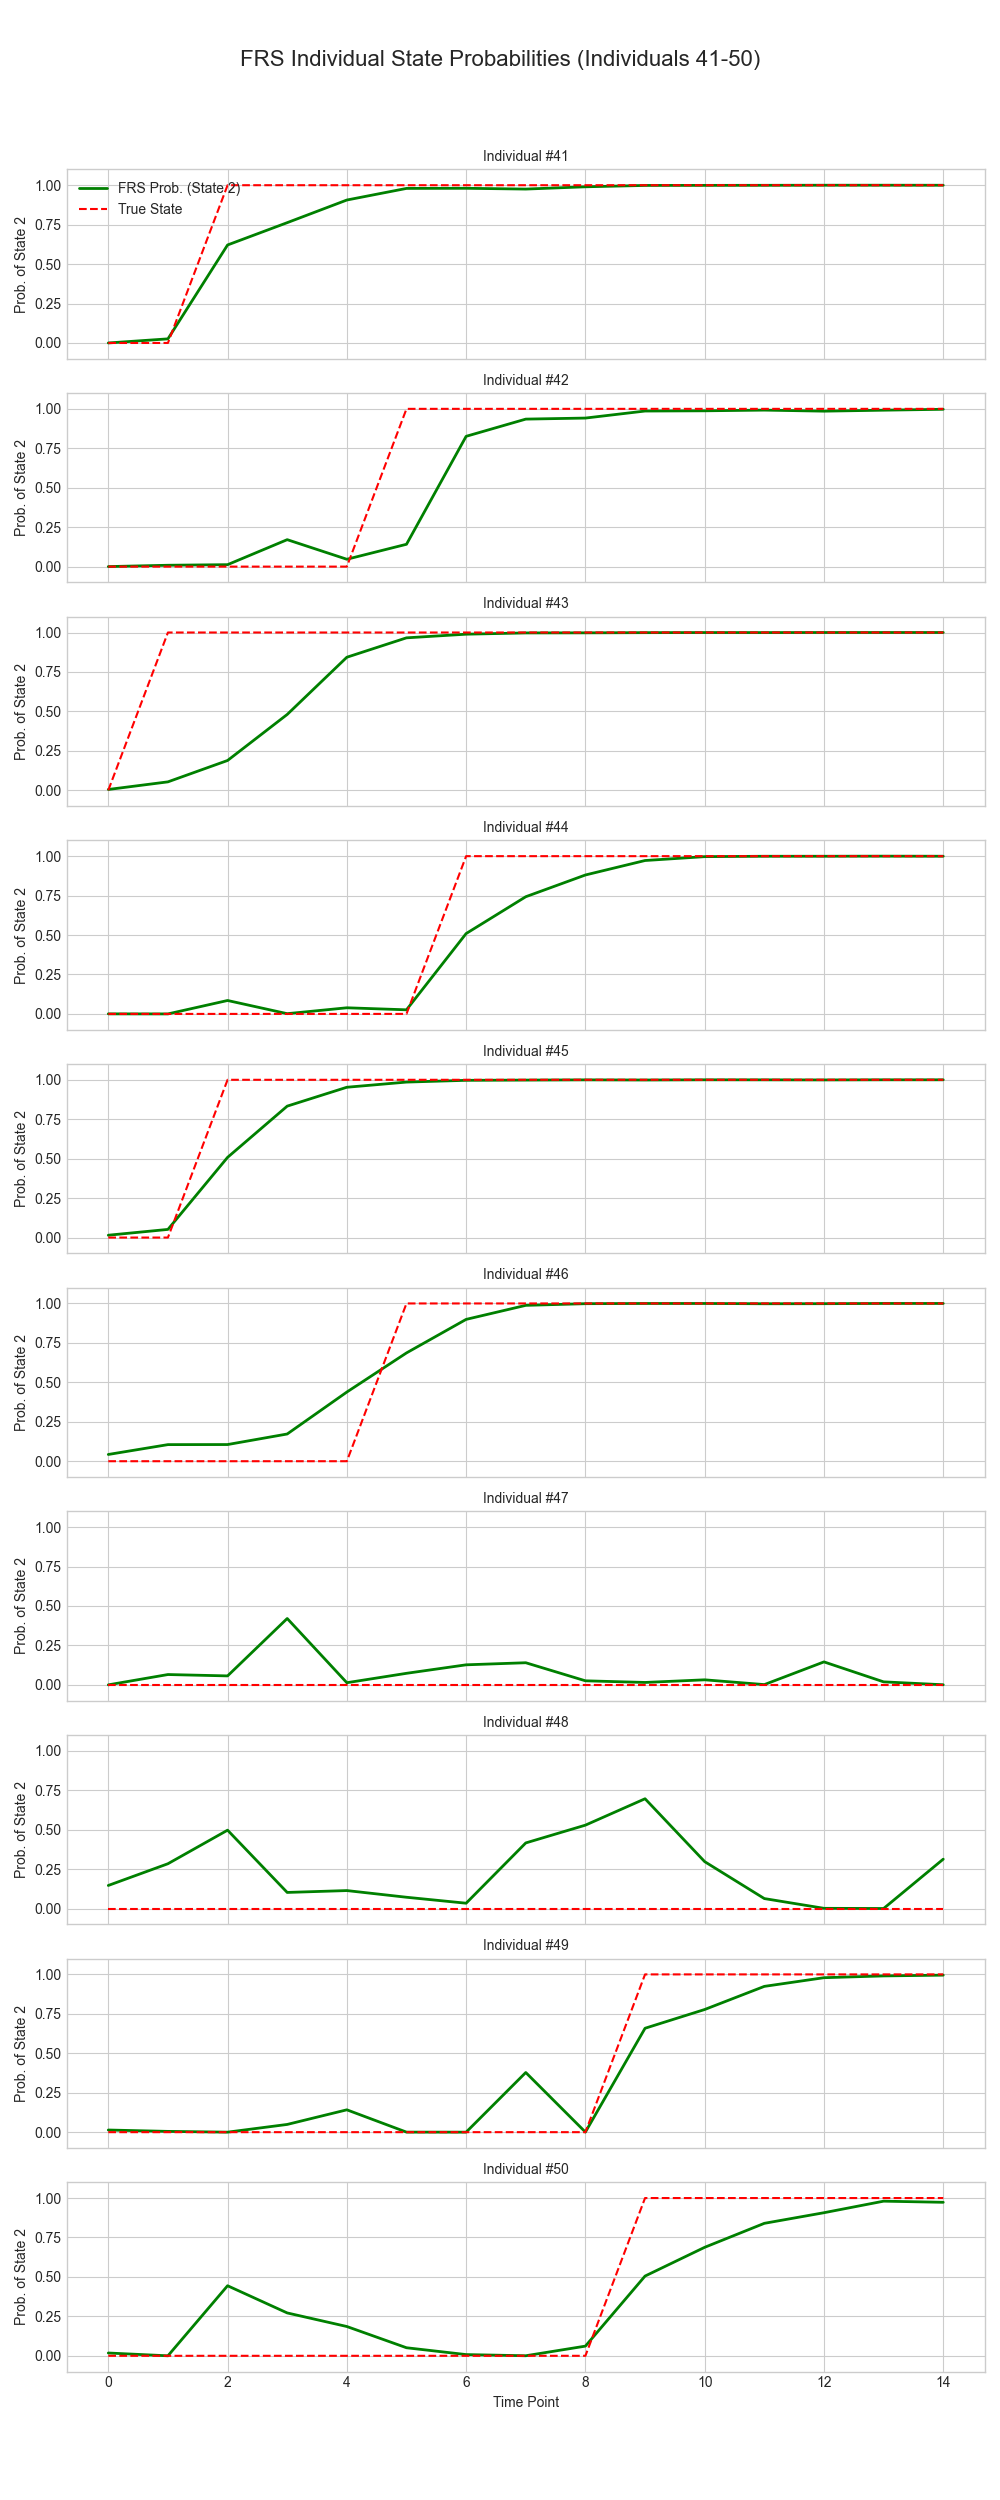 FRS Individual State Probabilities (Individuals 41-50)
Individual #41
FRS Prob. (State 2)
True State
Prob. of State 2
1.00
0.75
0.50
0.25
0.00
Individual #42
Prob. of State 2
1.00
0.75
0.50
0.25
0.00
Individual #43
Prob. of State 2
1.00
0.75
0.50
0.25
0.00
Individual #44
Prob. of State 2
1.00
0.75
0.50
0.25
0.00
Individual #45
Prob. of State 2
1.00
0.75
0.50
0.25
0.00
Individual #46
Prob. of State 2
1.00
0.75
0.50
0.25
0.00
Individual #47
Prob. of State 2
1.00
0.75
0.50
0.25
0.00
Individual #48
Prob. of State 2
1.00
0.75
0.50
0.25
0.00
Individual #49
Prob. of State 2
1.00
0.75
0.50
0.25
0.00
Individual #50
Prob. of State 2
1.00
0.75
0.50
0.25
0.00
0 2 4 6 8 10 12 14
Time Point